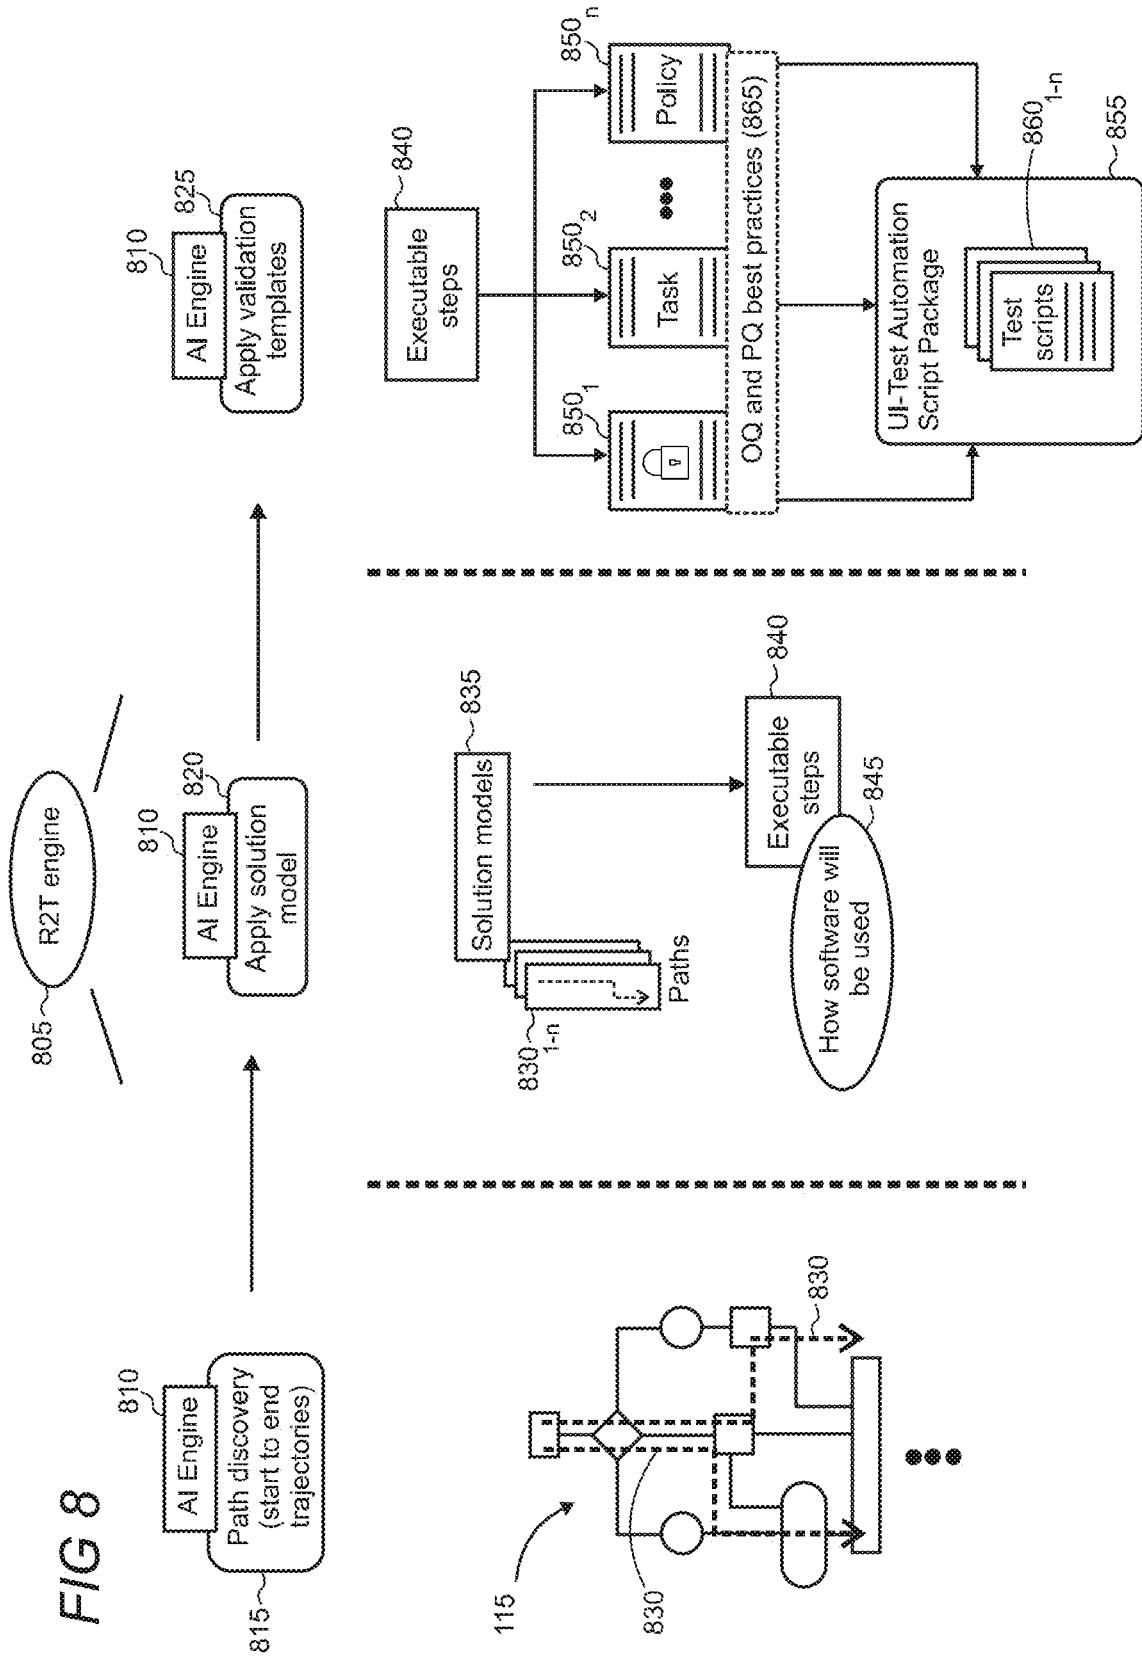 FIG 8
R2T engine
805
810
AI Engine
Path discovery
(start to end
trajectories)
815
810
820
AI Engine
Apply solution
model
810
825
AI Engine
Apply validation
templates
115
830
830
835
Solution models
830 1-n
Paths
840
Executable
steps
845
How software will
be used
840
Executable
steps
850 1
850 2
Task
850 n
Policy
OQ and PQ best practices (865)
UI-Test Automation
Script Package
Test
scripts
860 1-n
855